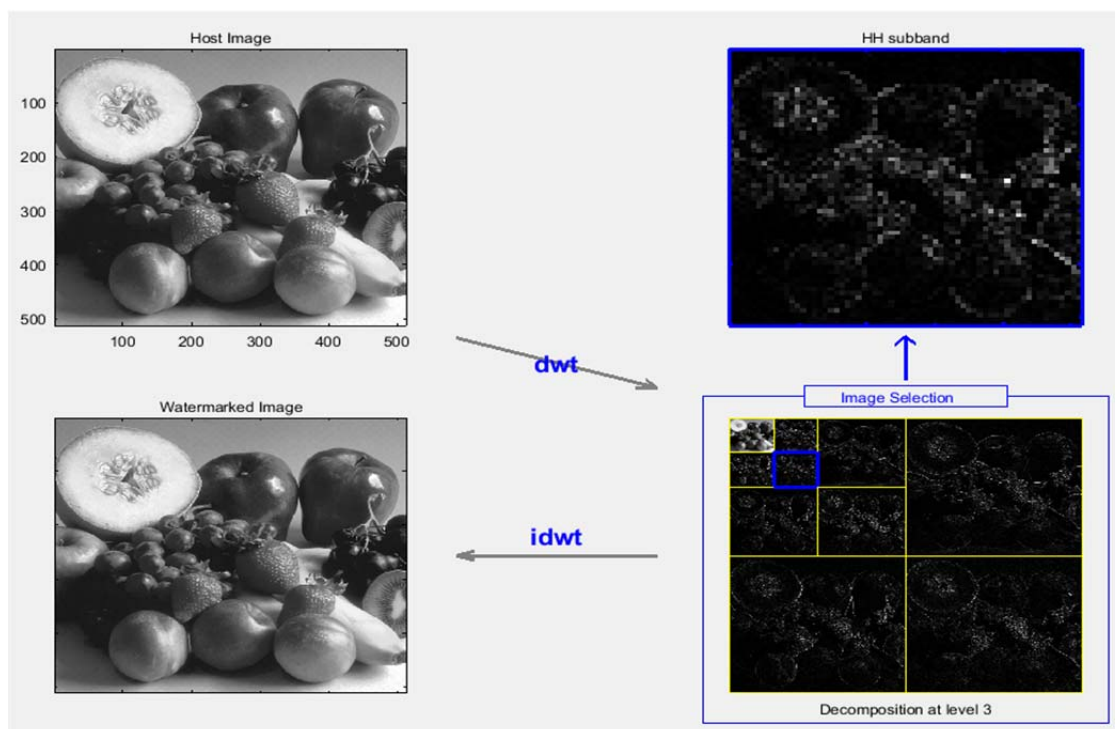 Host Image
100
200
300
400
500
100 200 300 400 500
HH subband
dwt
Image Selection
Watermarked Image
idwt
Decomposition at level 3